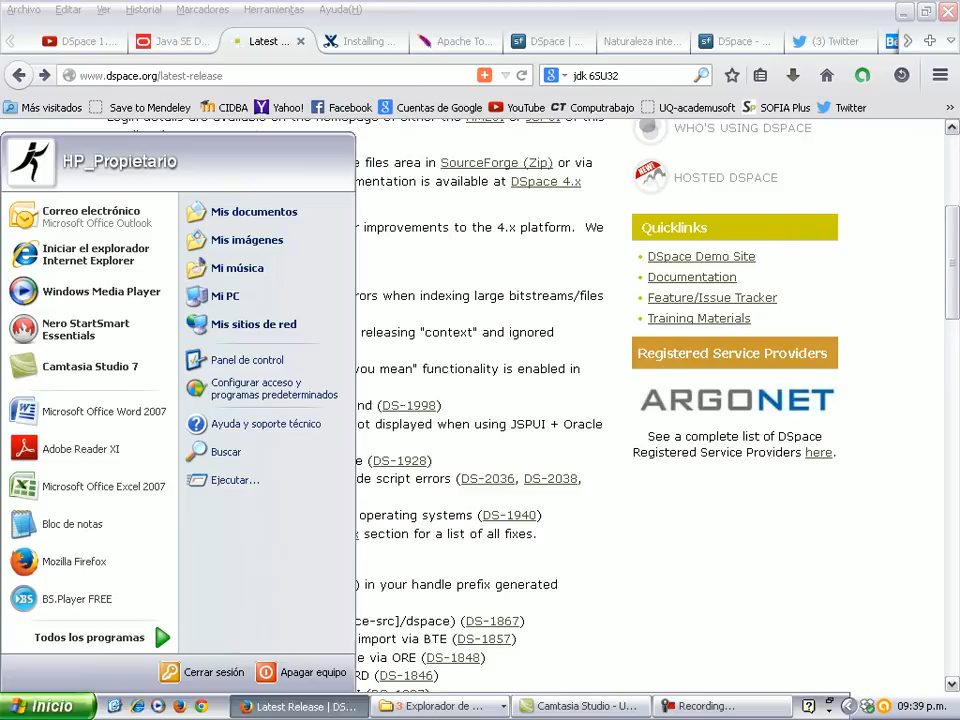 Archivo Editar Ver Historial Marcadores Herramientas Ayuda(H)
DSpace 1.... Java SE D... Latest ... Installing ... Apache To... DSpace | ... Naturaleza inte... DSpace - ... (3) Twitter
www.dspace.org/latest-release jdk 6SU32
Más visitados Save to Mendeley CIDBA Yahoo! Facebook Cuentas de Google YouTube Computrabajo UQ-academusoft SOFIA Plus Twitter
HP_Propietario
Correo electrónico
Microsoft Office Outlook
Iniciar el explorador
Internet Explorer
Windows Media Player
Nero StartSmart
Essentials
Camtasia Studio 7
Microsoft Office Word 2007
Adobe Reader XI
Microsoft Office Excel 2007
Bloc de notas
Mozilla Firefox
BS.Player FREE
Todos los programas
Mis documentos
Mis imágenes
Mi música
Mi PC
Mis sitios de red
Panel de control
Configurar acceso y
programas predeterminados
Ayuda y soporte técnico
Buscar
Ejecutar...
Cerrar sesión Apagar equipo
files area in SourceForge (Zip) or via
mentation is available at DSpace 4.x
r improvements to the 4.x platform. We
rors when indexing large bitstreams/files
releasing "context" and ignored
you mean" functionality is enabled in
nd (DS-1998)
ot displayed when using JSPUI + Oracle
e (DS-1928)
de script errors (DS-2036, DS-2038,
operating systems (DS-1940)
x section for a list of all fixes.
) in your handle prefix generated
ce-src]/dspace) (DS-1867)
import via BTE (DS-1857)
e via ORE (DS-1848)
RD (DS-1846)
WHO'S USING DSPACE
NEW
HOSTED DSPACE
Quicklinks
DSpace Demo Site
Documentation
Feature/Issue Tracker
Training Materials
Registered Service Providers
ARGONET
See a complete list of DSpace
Registered Service Providers here.
Inicio Latest Release | DS... 3 Explorador de ... Camtasia Studio - U... Recording... 09:39 p.m.